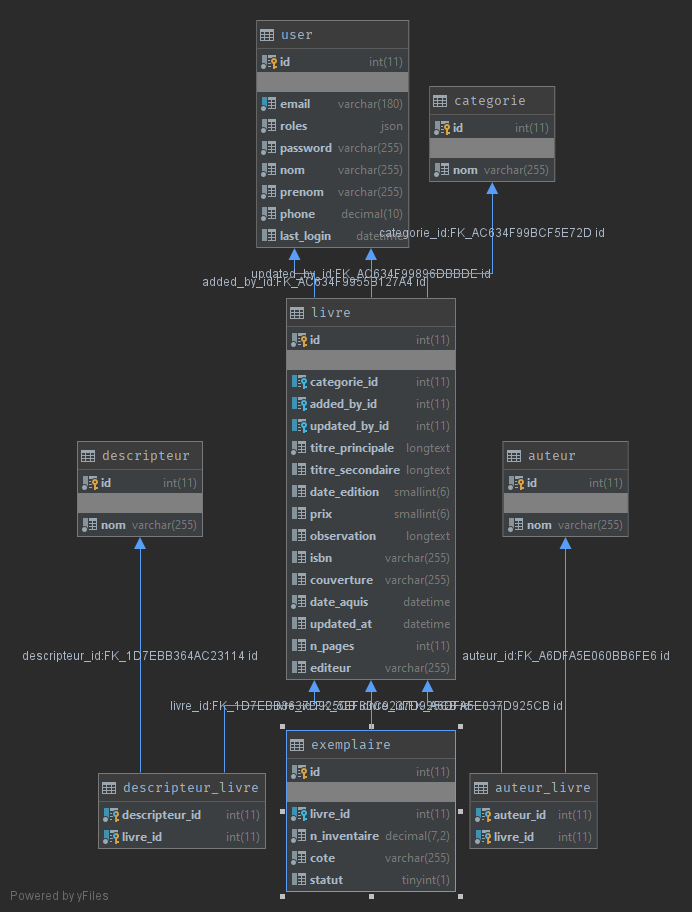 user
id int(11)
email varchar(180)
roles json
password varchar(255)
nom varchar(255)
prenom varchar(255)
phone decimal(10)
last_login datetime
categorie
id int(11)
nom varchar(255)
categorie_id:FK_AC634F99BCF5E72D id
updated_by_id:FK_AC634F99896DBBDE id
added_by_id:FK_AC634F9955B127A4 id
livre
id int(11)
categorie_id int(11)
added_by_id int(11)
updated_by_id int(11)
titre_principale longtext
titre_secondaire longtext
date_edition smallint(6)
prix smallint(6)
observation longtext
isbn varchar(255)
couverture varchar(255)
date_aquis datetime
updated_at datetime
n_pages int(11)
editeur varchar(255)
descripteur
id int(11)
nom varchar(255)
auteur
id int(11)
nom varchar(255)
descripteur_id:FK_1D7EBB364AC23114 id
auteur_id:FK_A6DFA5E060BB6FE6 id
livre_id:FK_1D7EBB3637D925CB
livre_id:FK_A6DFA5E037D925CB id
exemplaire
id int(11)
livre_id int(11)
n_inventaire decimal(7,2)
cote varchar(255)
statut tinyint(1)
descripteur_livre
descripteur_id int(11)
livre_id int(11)
auteur_livre
auteur_id int(11)
livre_id int(11)
Powered by yFiles